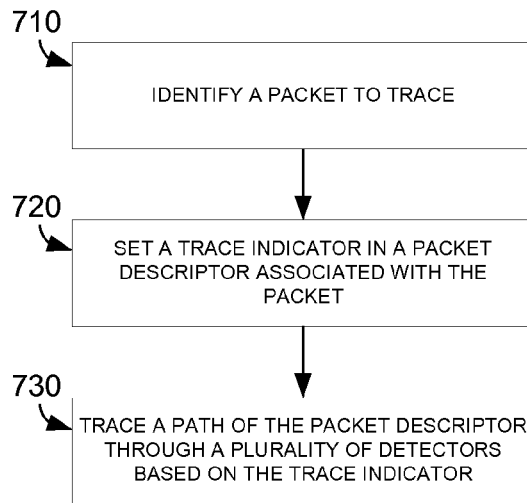 710
IDENTIFY A PACKET TO TRACE
720
SET A TRACE INDICATOR IN A PACKET
DESCRIPTOR ASSOCIATED WITH THE
PACKET
730
TRACE A PATH OF THE PACKET DESCRIPTOR
THROUGH A PLURALITY OF DETECTORS
BASED ON THE TRACE INDICATOR